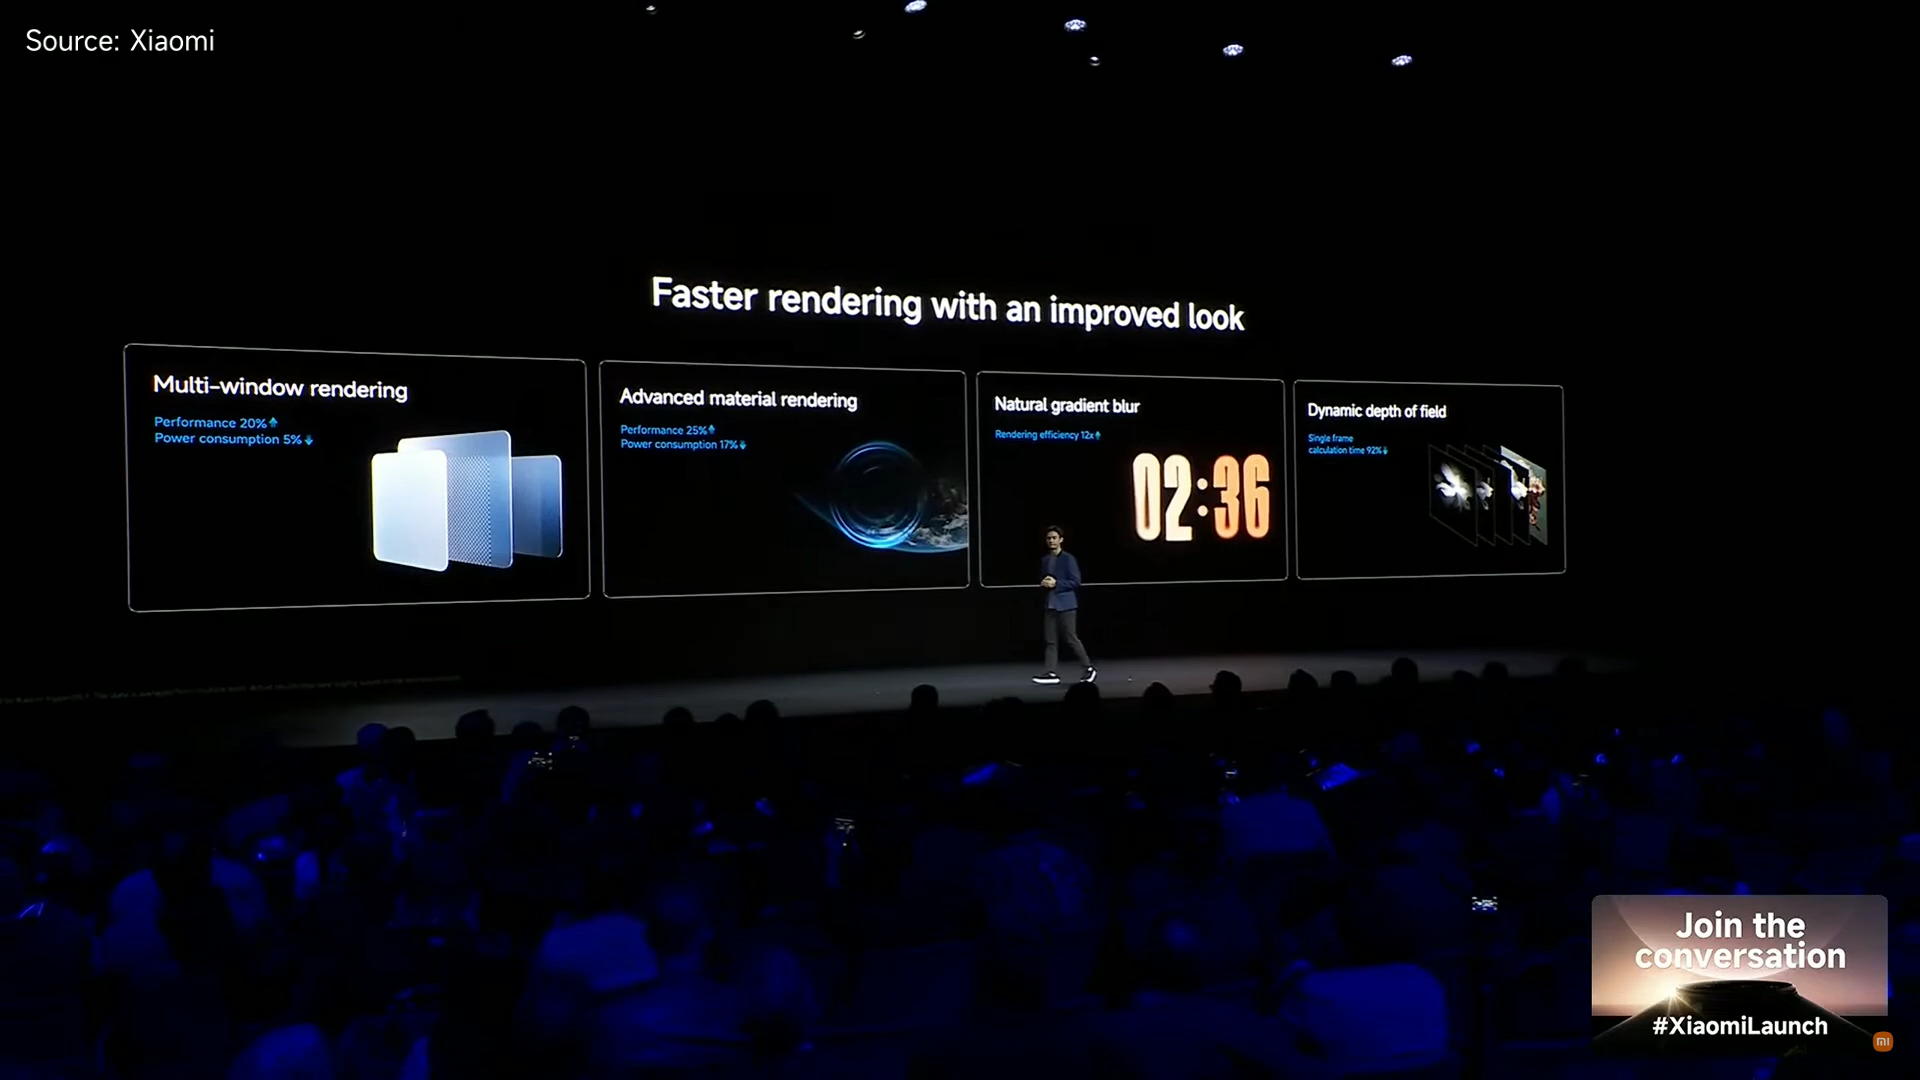 Source: Xiaomi
Faster rendering with an improved look
Multi-window rendering
Performance 20%↑
Power consumption 5%↓
Advanced material rendering
Performance 25%↑
Power consumption 17%↓
Natural gradient blur
Rendering efficiency 12x↑
02:36
Dynamic depth of field
Single frame
calculation time 92%↓
Join the
conversation
#XiaomiLaunch
mi